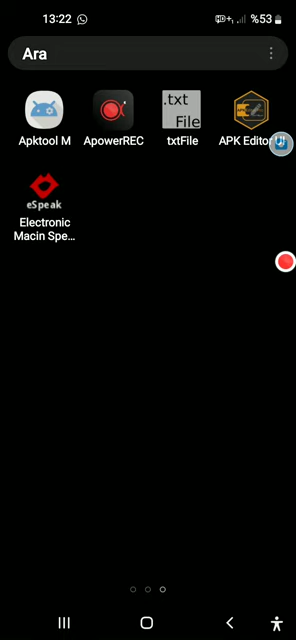 13:22
%53
Ara
.txt
File
Apktool M
ApowerREC
txtFile
APK Editor
eSpeak
Electronic
Macin Spe...